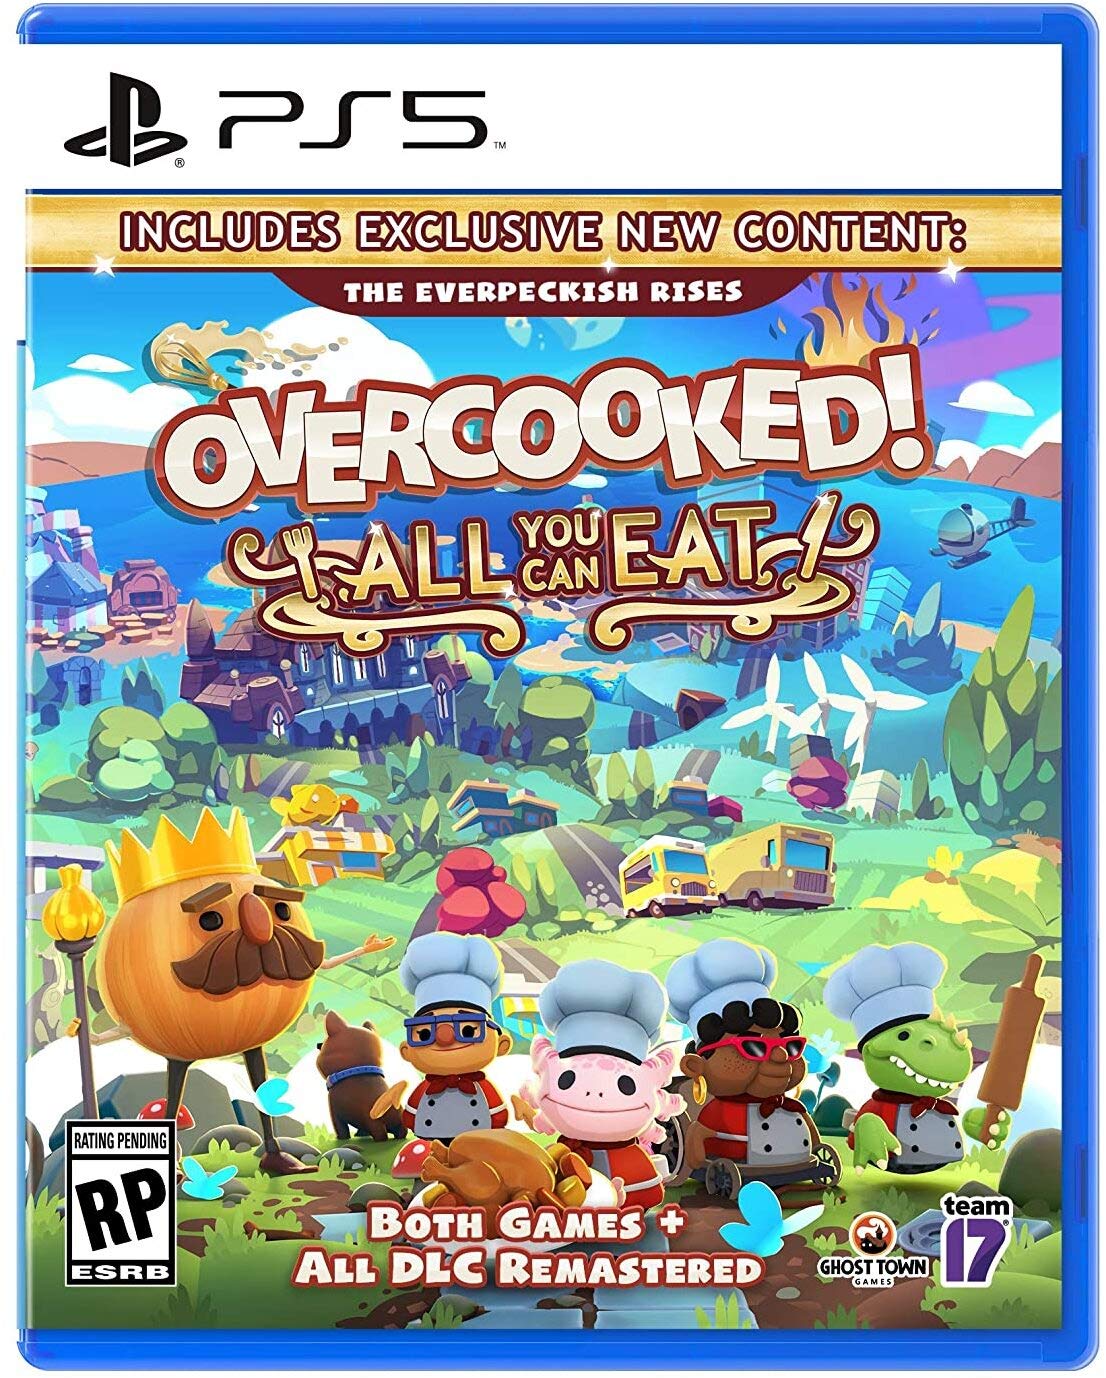 PS5
INCLUDES EXCLUSIVE NEW CONTENT:
THE EVERPECKISH RISES
OVERCOOKED!
ALL YOU CAN EAT
RATING PENDING
RP
ESRB
BOTH GAMES +
ALL DLC REMASTERED
GHOST TOWN
GAMES
team
17